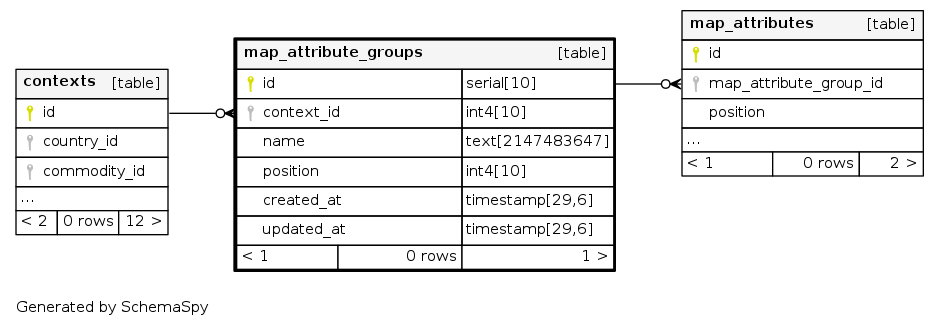 contexts [table]
id
country_id
commodity_id
...
< 2 0 rows 12 >
map_attribute_groups [table]
id serial[10]
context_id int4[10]
name text[2147483647]
position int4[10]
created_at timestamp[29,6]
updated_at timestamp[29,6]
< 1 0 rows 1 >
map_attributes [table]
id
map_attribute_group_id
position
...
< 1 0 rows 2 >
Generated by SchemaSpy